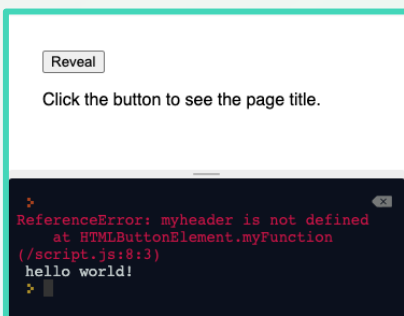 Reveal
Click the button to see the page title.
ReferenceError: myheader is not defined
at HTMLButtonElement.myFunction
(/script.js:8:3)
hello world!